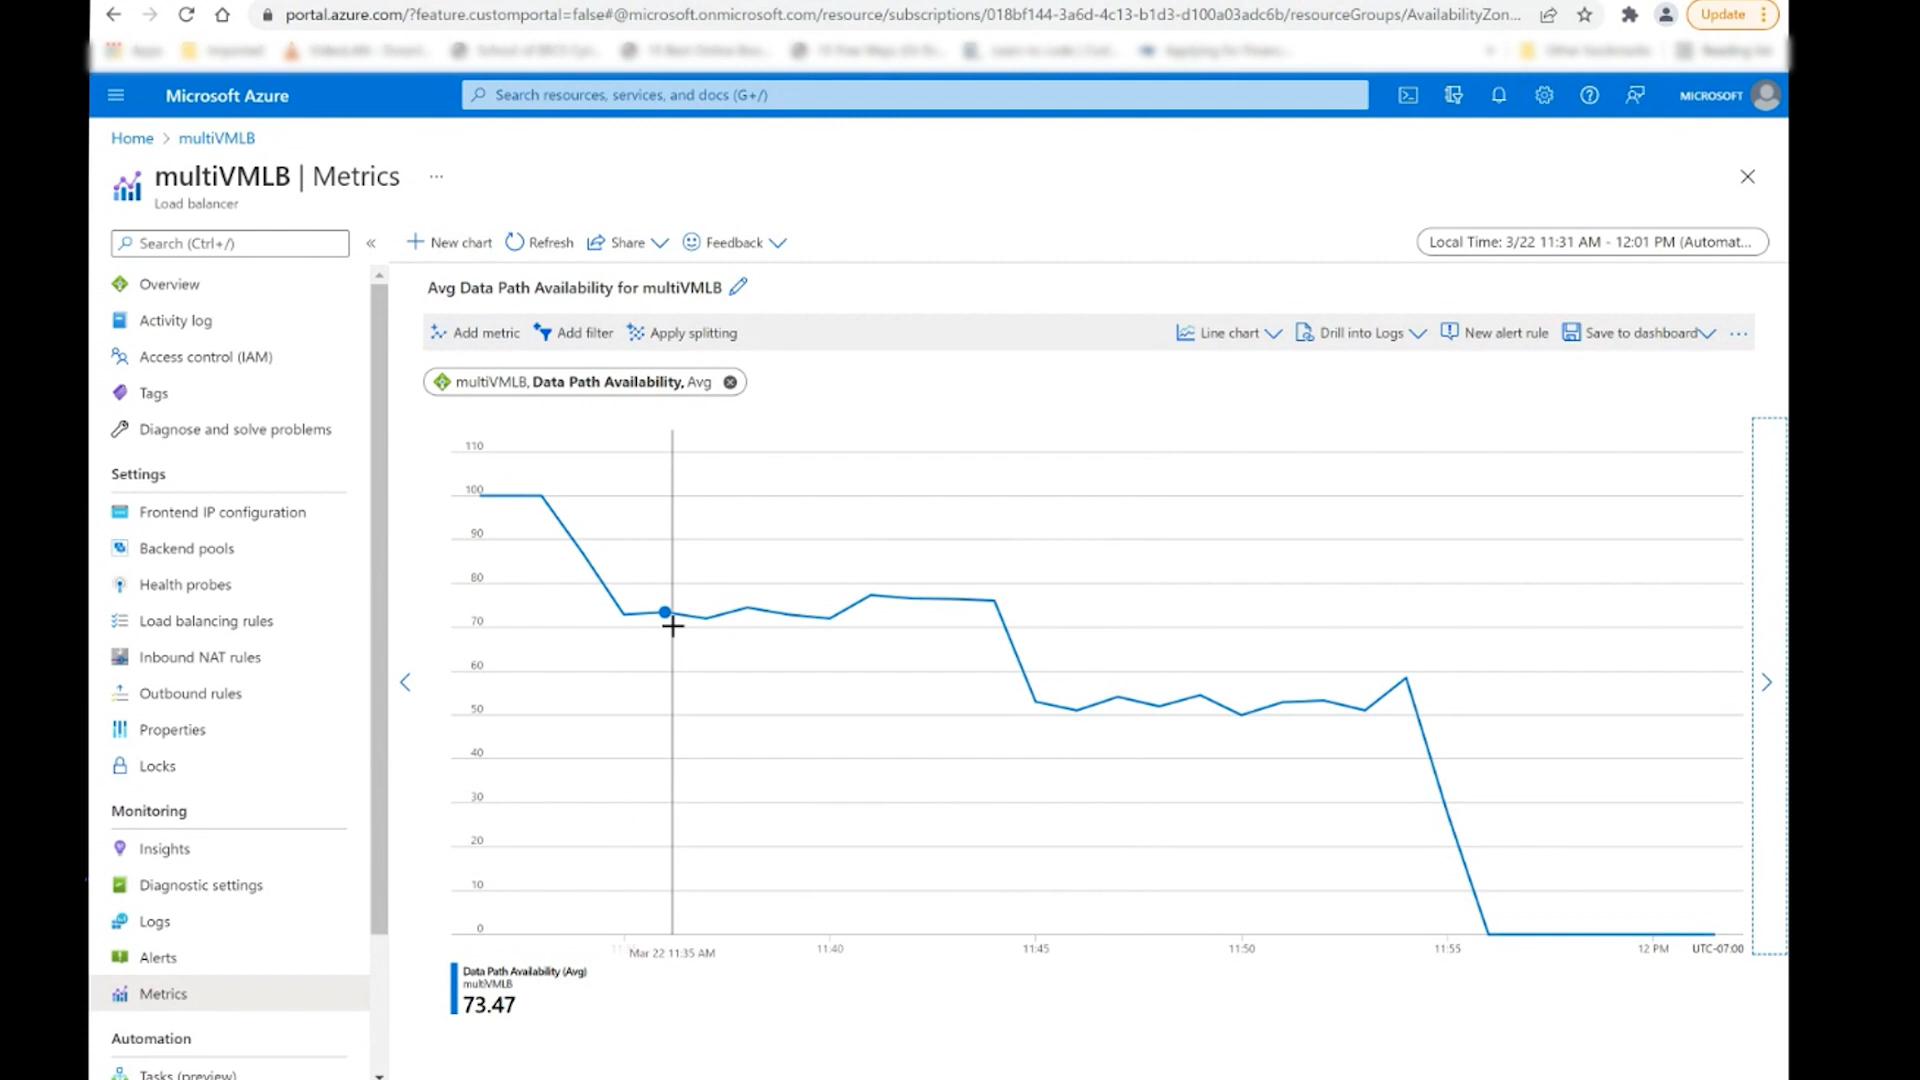 portal.azure.com/?feature.customportal=false#@microsoft.onmicrosoft.com/resource/subscriptions/018bf144-3a6d-4c13-b1d3-d100a03adc6b/resourceGroups/AvailabilityZon...
Update
Microsoft Azure
Search resources, services, and docs (G+/)
MICROSOFT
Home > multiVMLB
multiVMLB | Metrics ...
Load balancer
Search (Ctrl+/)
«
Overview
Activity log
Access control (IAM)
Tags
Diagnose and solve problems
Settings
Frontend IP configuration
Backend pools
Health probes
Load balancing rules
Inbound NAT rules
Outbound rules
Properties
Locks
Monitoring
Insights
Diagnostic settings
Logs
Alerts
Metrics
Automation
Tasks (preview)
New chart Refresh Share Feedback
Local Time: 3/22 11:31 AM - 12:01 PM (Automat...
Avg Data Path Availability for multiVMLB
Add metric Add filter Apply splitting
Line chart Drill into Logs New alert rule Save to dashboard ...
multiVMLB, Data Path Availability, Avg
110
100
90
80
70
60
50
40
30
20
10
0
Mar 22 11:35 AM 11:40 11:45 11:50 11:55 12 PM UTC-07:00
Data Path Availability (Avg)
multiVMLB
73.47